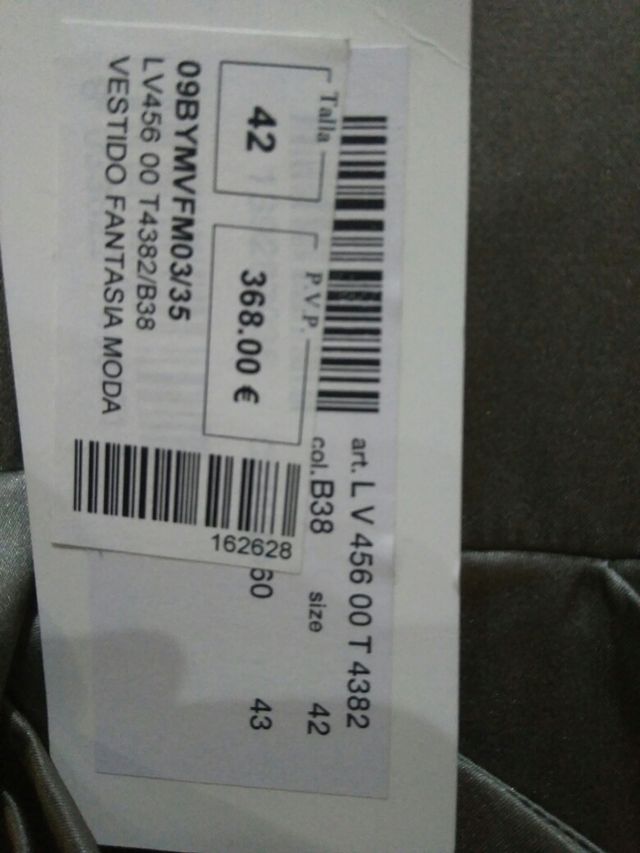 Talla
42
P.V.P.
368.00 €
09BYMVFM03/35
LV456 00 T4382/B38
VESTIDO FANTASIA MODA
162628
art. L V 456 00 T 4382
col. B38 size 42
60 43